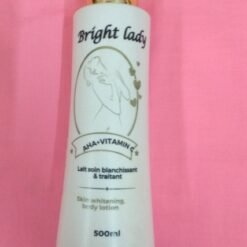 Bright lady
AHA+VITAMIN C
Lait soin blanchissant
& traitant
Skin whitening
body lotion
500ml